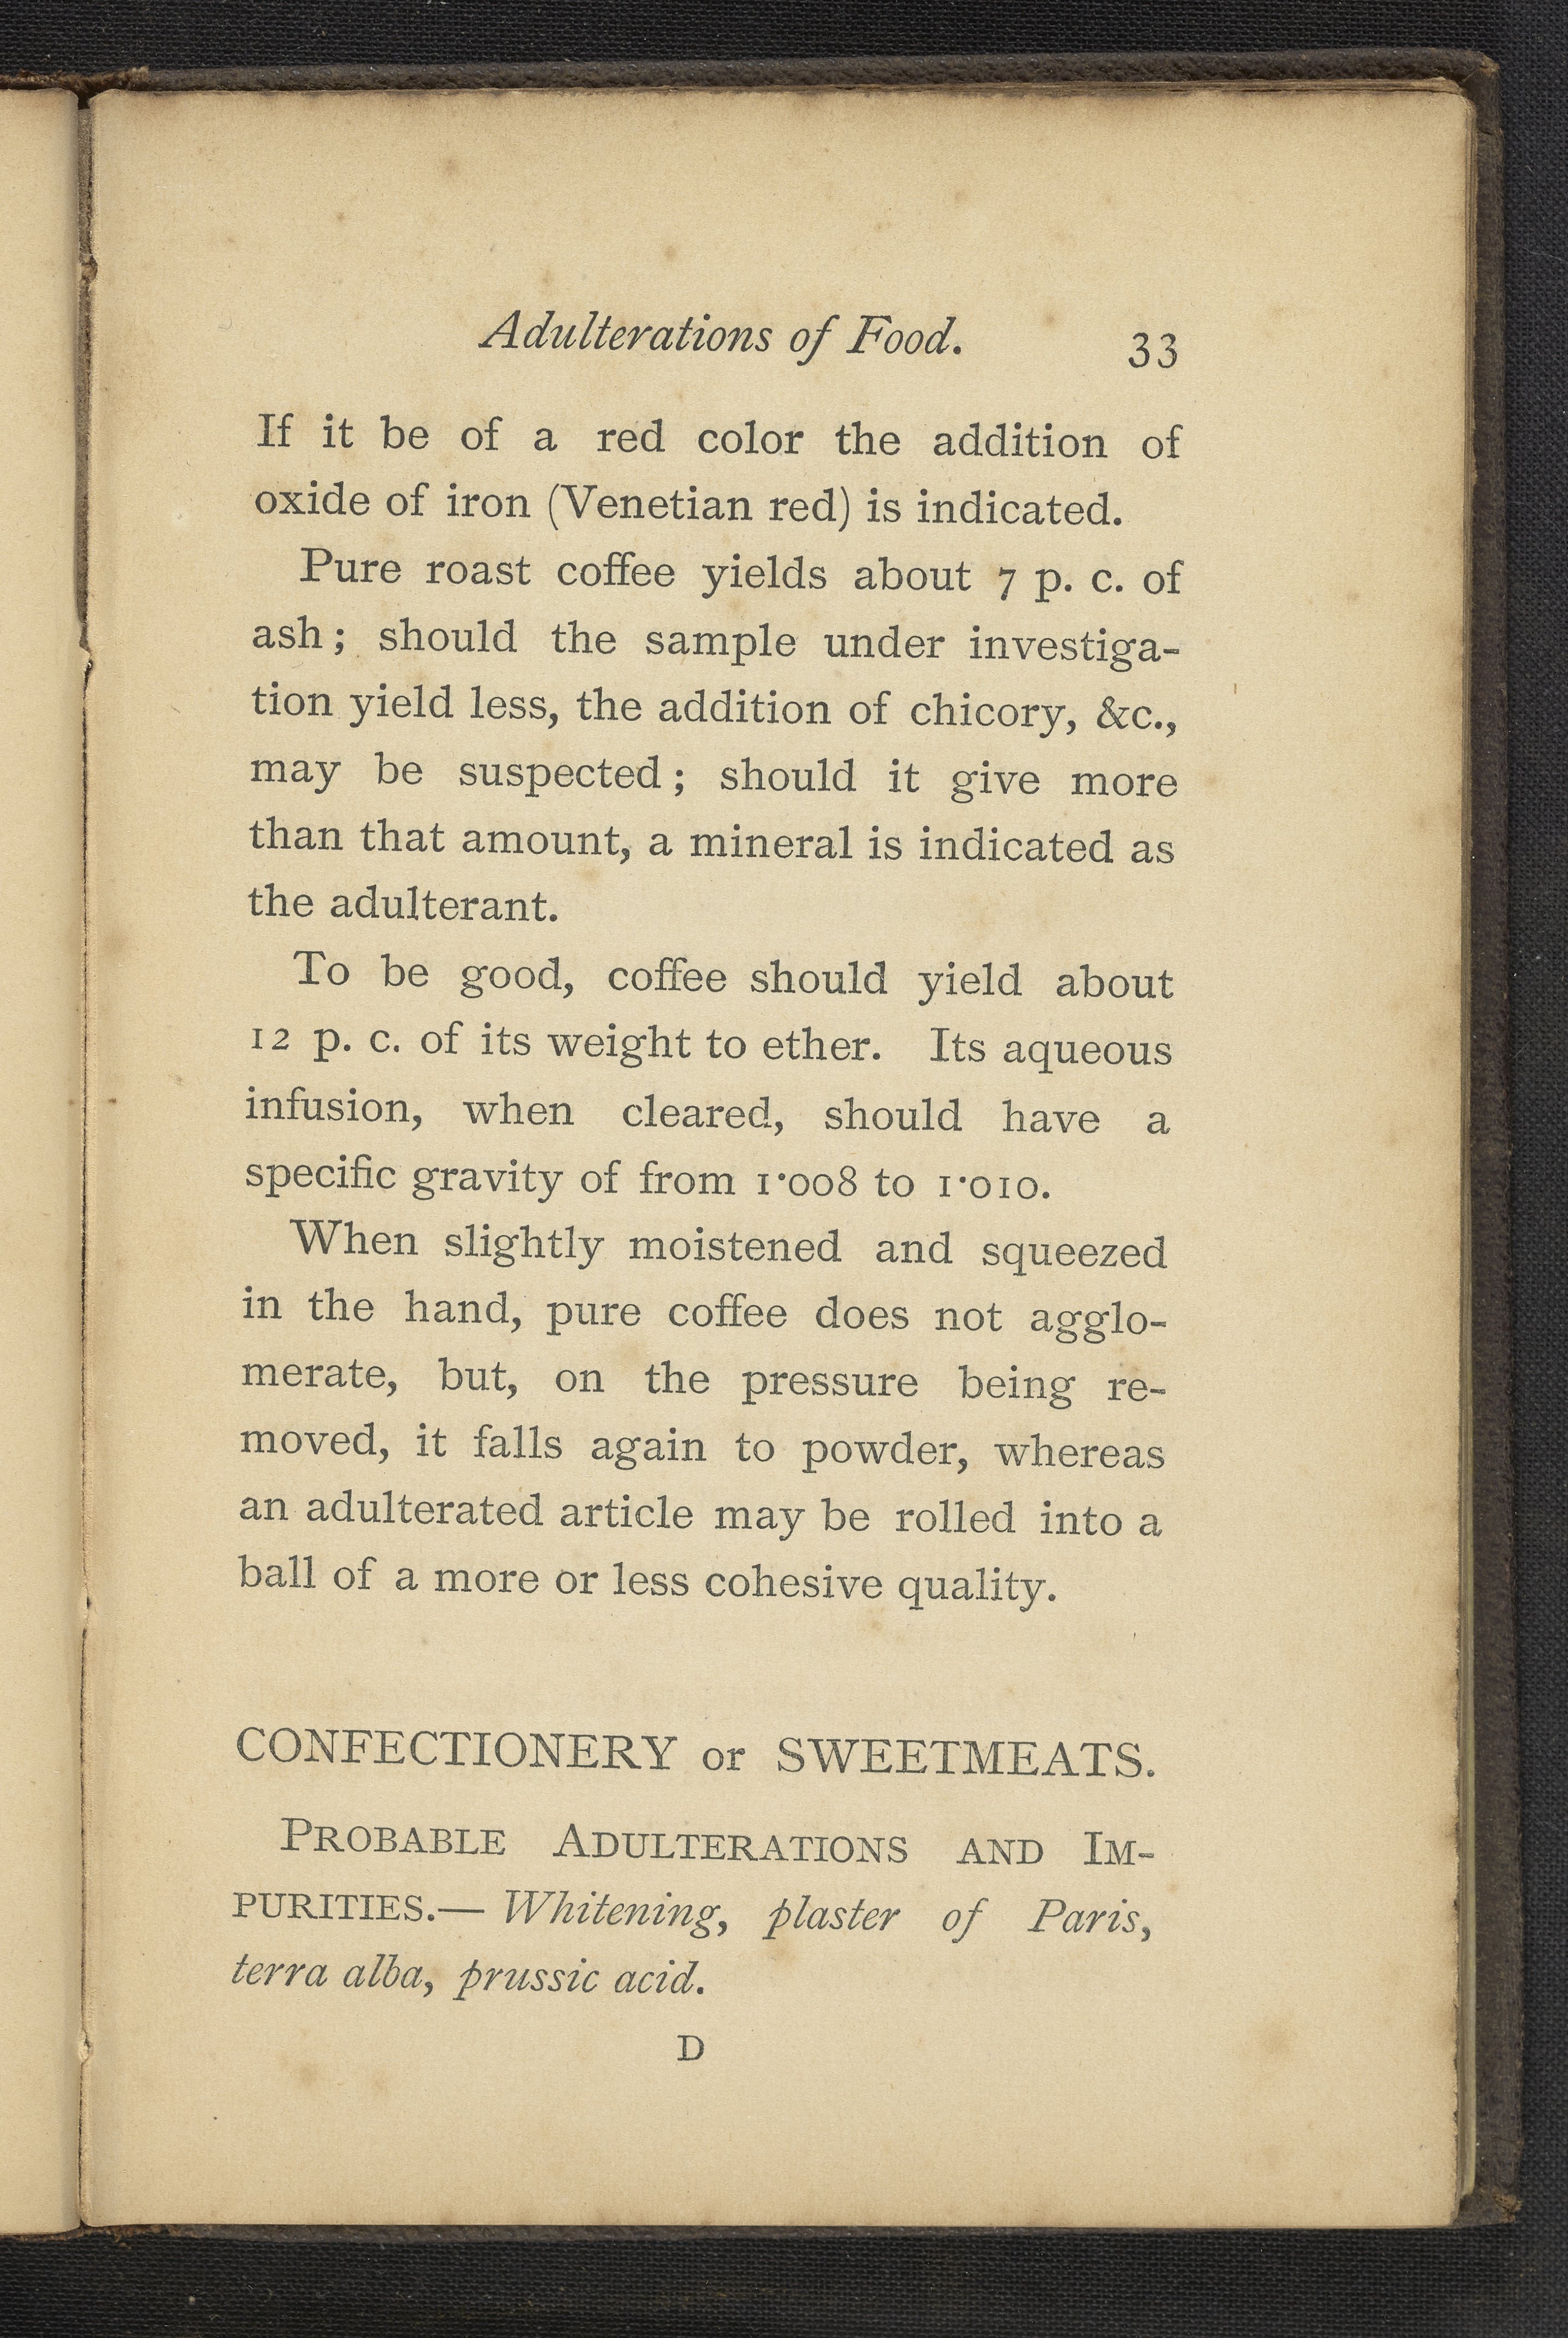 Adulterations of Food. 33
If it be of a red color the addition of
oxide of iron (Venetian red) is indicated.
Pure roast coffee yields about 7 p. c. of
ash; should the sample under investiga-
tion yield less, the addition of chicory, &c.,
may be suspected; should it give more
than that amount, a mineral is indicated as
the adulterant.
To be good, coffee should yield about
12 p. c. of its weight to ether. Its aqueous
infusion, when cleared, should have a
specific gravity of from 1·008 to 1·010.
When slightly moistened and squeezed
in the hand, pure coffee does not agglo-
merate, but, on the pressure being re-
moved, it falls again to powder, whereas
an adulterated article may be rolled into a
ball of a more or less cohesive quality.
CONFECTIONERY or SWEETMEATS.
PROBABLE ADULTERATIONS AND IM-
PURITIES.— Whitening, plaster of Paris,
terra alba, prussic acid.
D